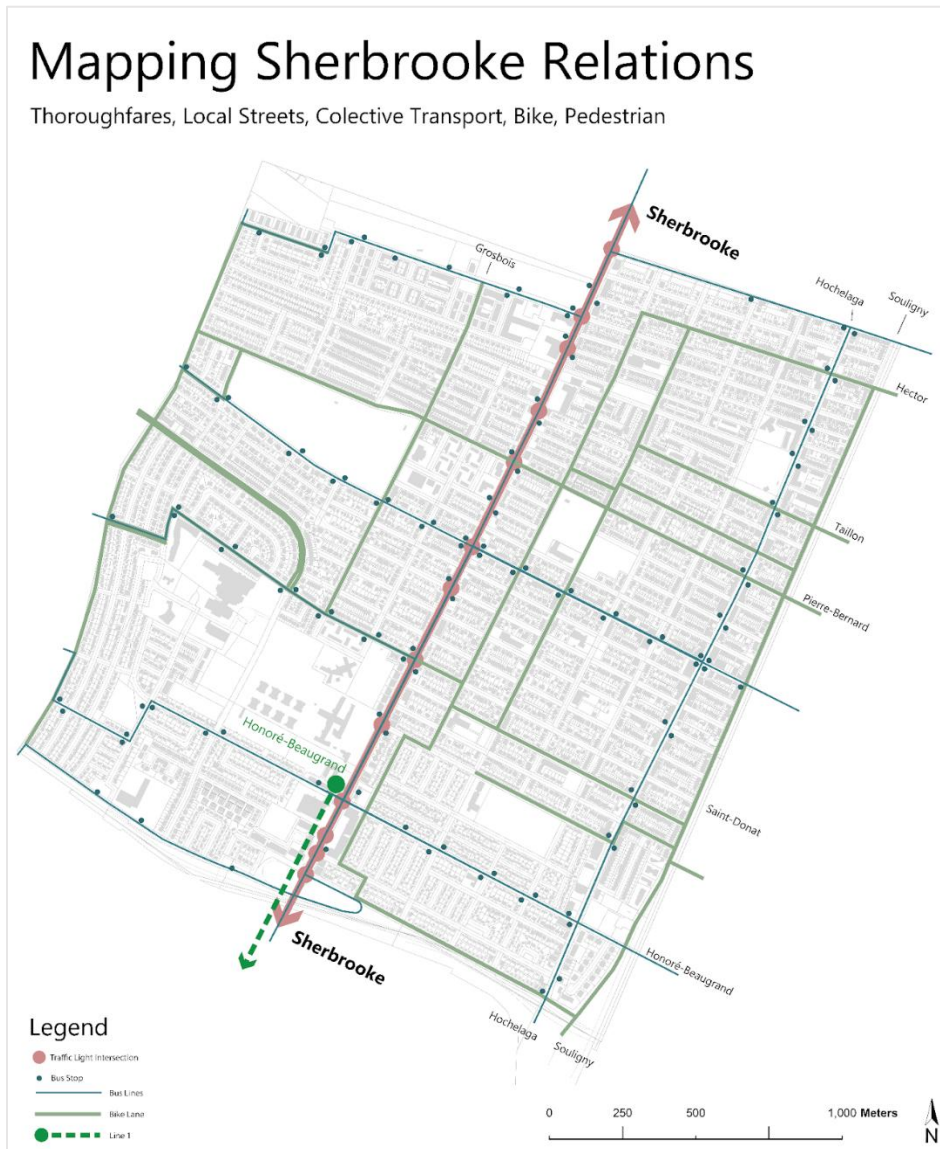 Mapping Sherbrooke Relations
Thoroughfares, Local Streets, Colective Transport, Bike, Pedestrian
Sherbrooke
Grosbois
Hochelaga
Souligny
Hector
Taillon
Pierre-Bernard
Honoré-Beaugrand
Saint-Donat
Sherbrooke
Honoré-Beaugrand
Hochelaga
Souligny
Legend
Traffic Light Intersection
Bus Stop
Bus Lines
Bike Lane
Line 1
0 250 500 1,000 Meters
N